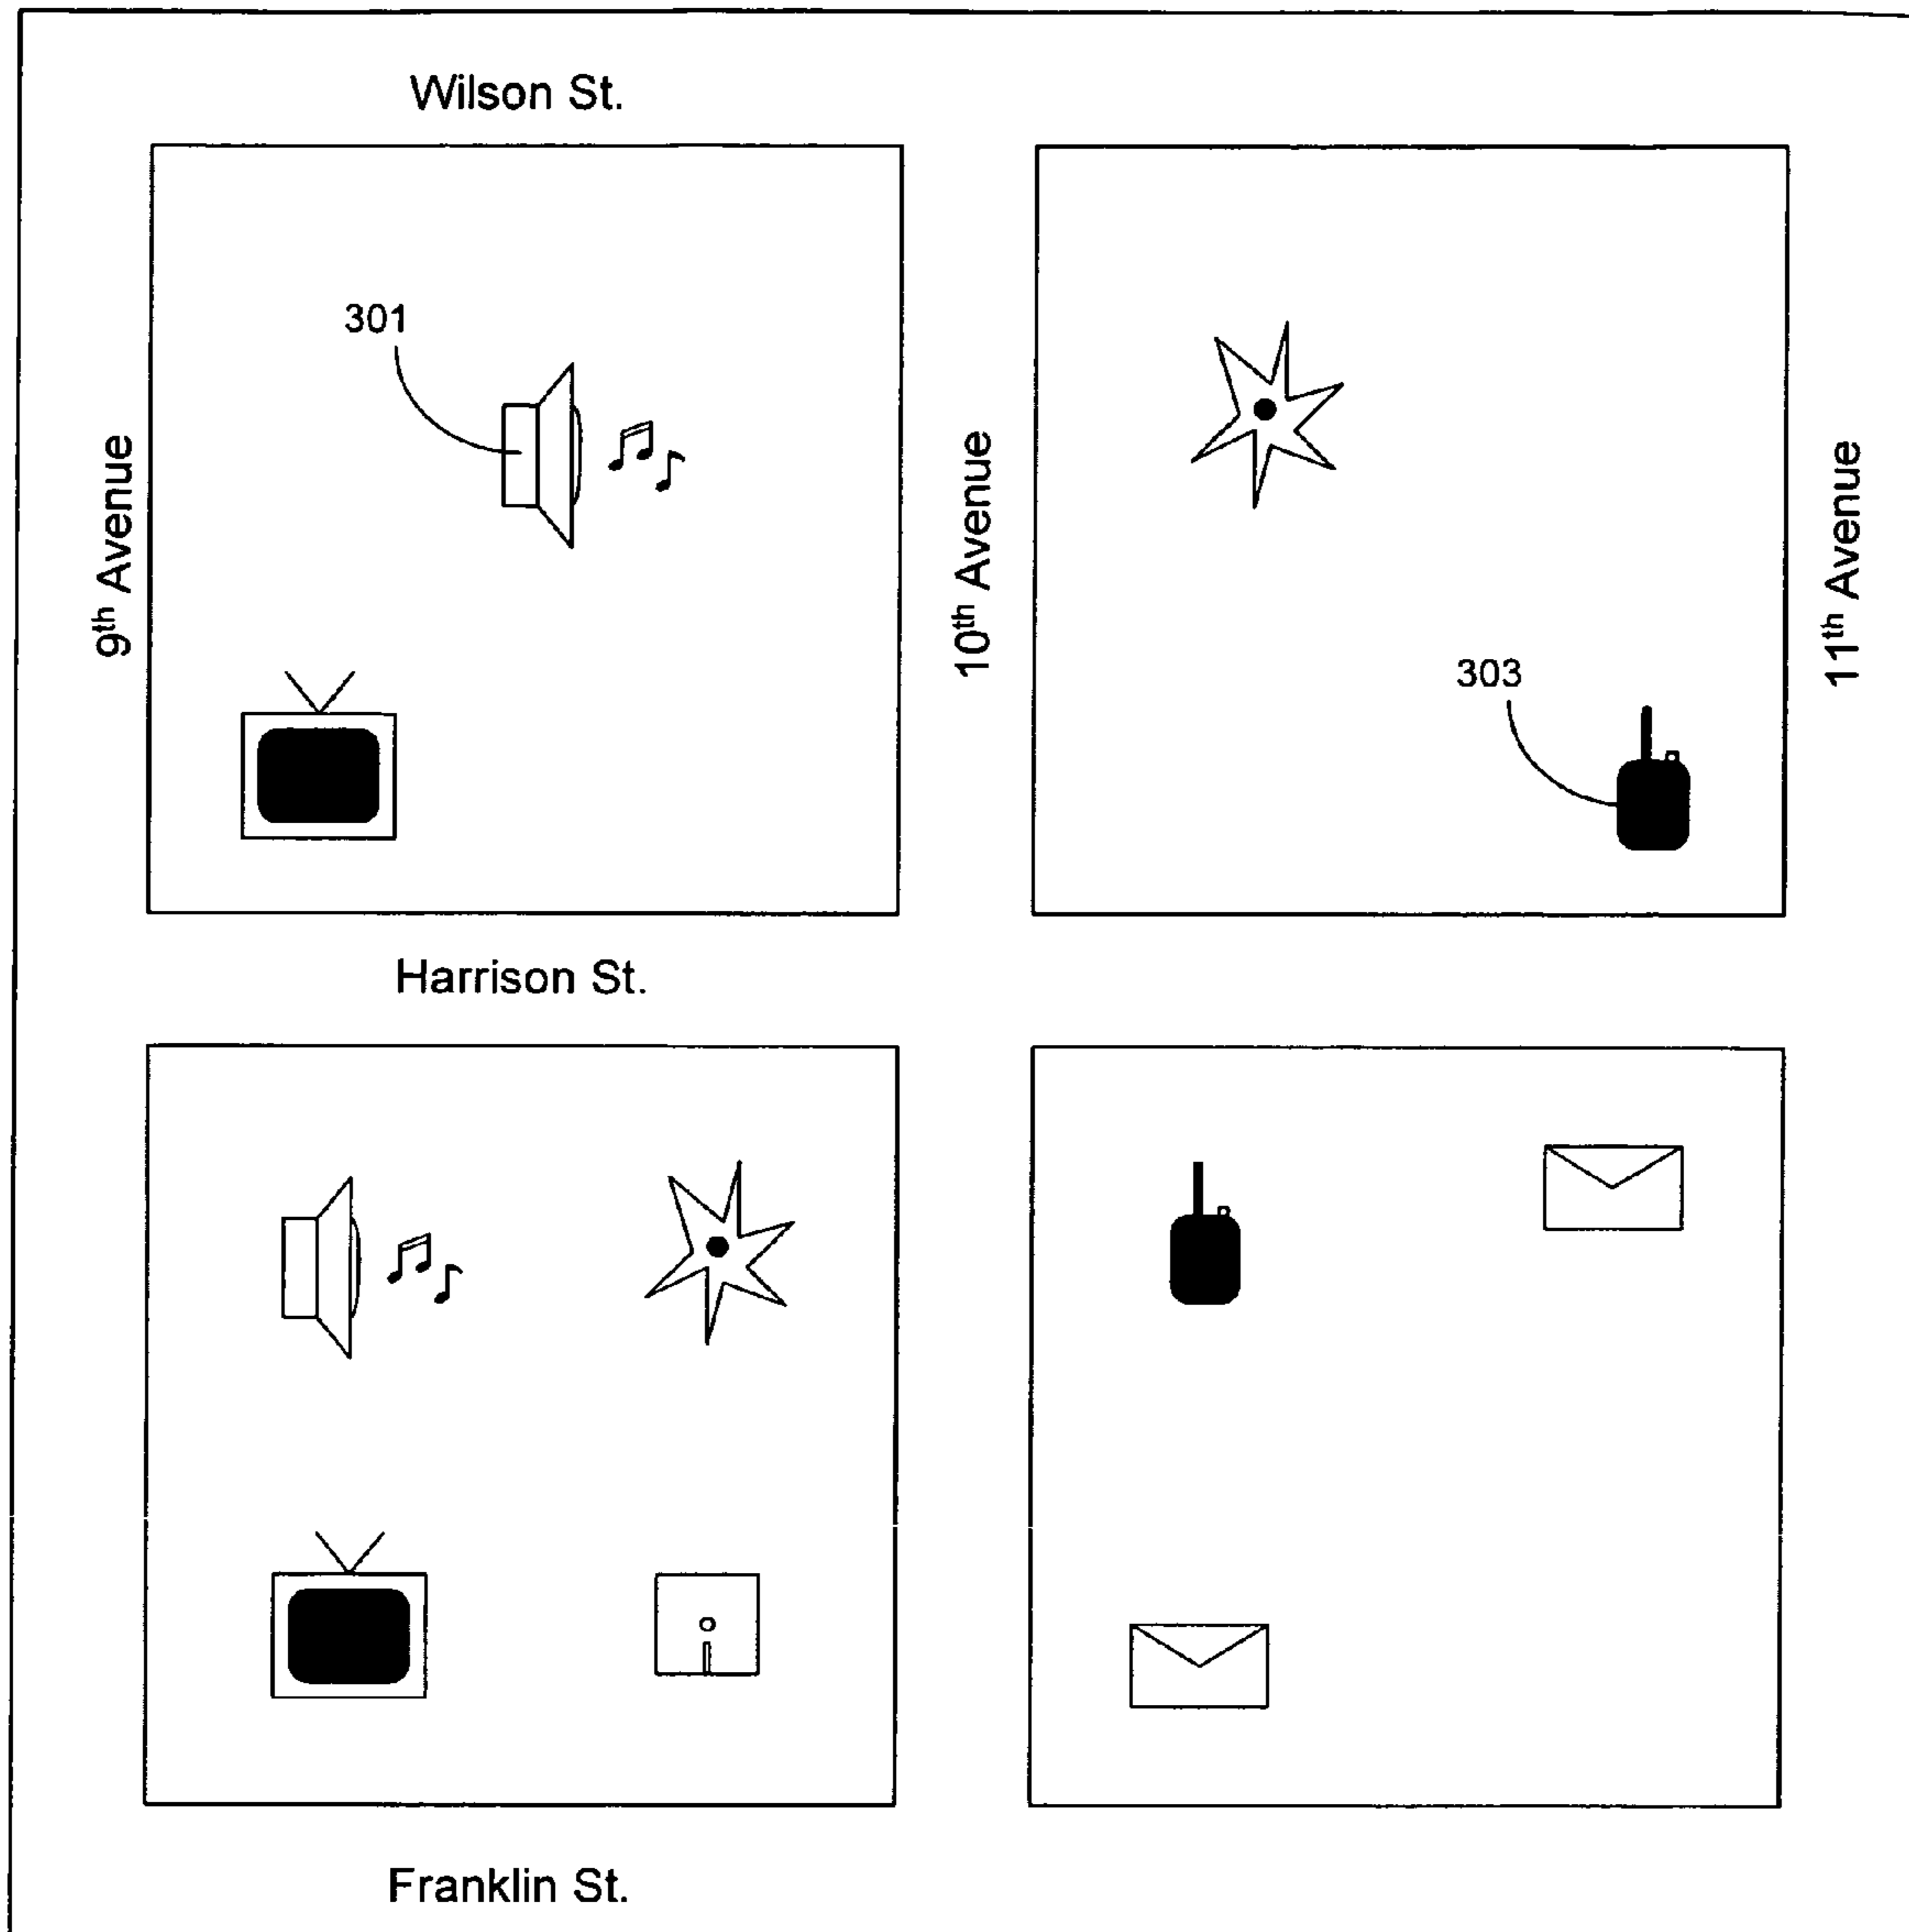 Wilson St.
301
9th Avenue
10th Avenue
11th Avenue
303
Harrison St.
Franklin St.